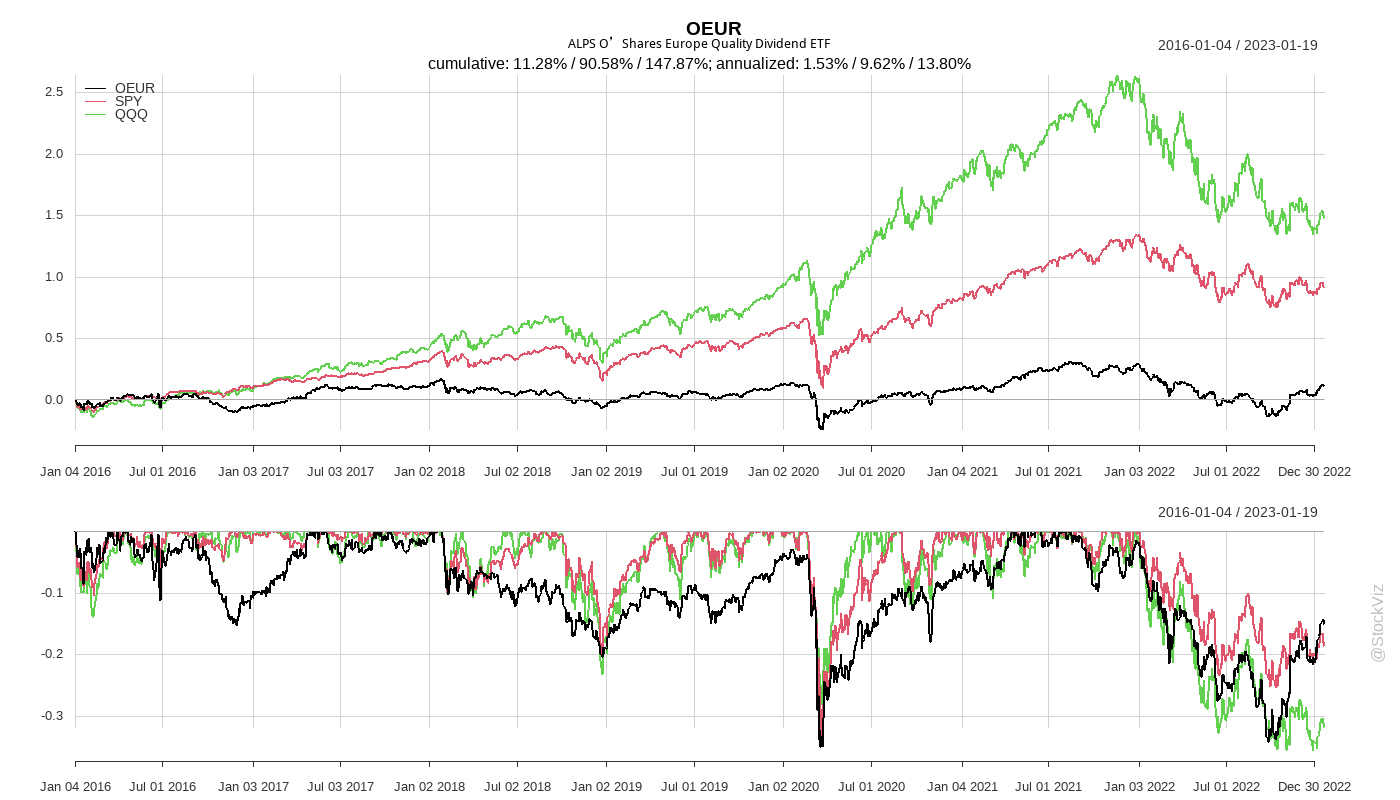 OEUR
ALPS O’Shares Europe Quality Dividend ETF
2016-01-04 / 2023-01-19
cumulative: 11.28% / 90.58% / 147.87%; annualized: 1.53% / 9.62% / 13.80%
OEUR
SPY
QQQ
2.5
2.0
1.5
1.0
0.5
0.0
Jan 04 2016 Jul 01 2016 Jan 03 2017 Jul 03 2017 Jan 02 2018 Jul 02 2018 Jan 02 2019 Jul 01 2019 Jan 02 2020 Jul 01 2020 Jan 04 2021 Jul 01 2021 Jan 03 2022 Jul 01 2022 Dec 30 2022
2016-01-04 / 2023-01-19
-0.1
-0.2
-0.3
Jan 04 2016 Jul 01 2016 Jan 03 2017 Jul 03 2017 Jan 02 2018 Jul 02 2018 Jan 02 2019 Jul 01 2019 Jan 02 2020 Jul 01 2020 Jan 04 2021 Jul 01 2021 Jan 03 2022 Jul 01 2022 Dec 30 2022
@StockViz